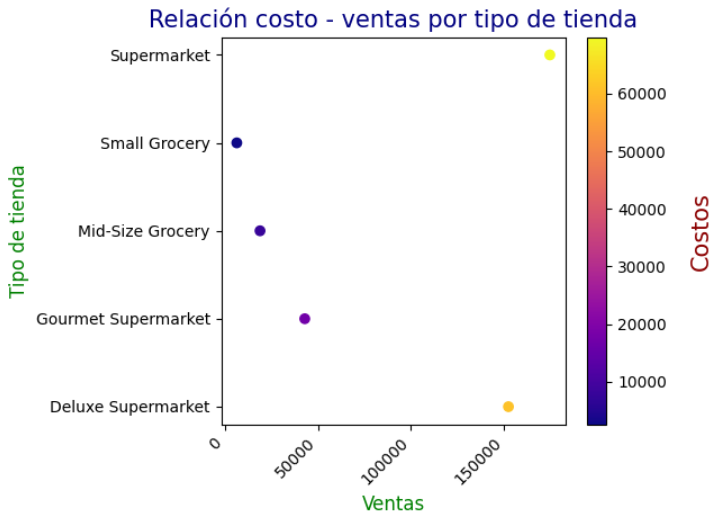 Relación costo - ventas por tipo de tienda
Supermarket
Small Grocery
Mid-Size Grocery
Gourmet Supermarket
Deluxe Supermarket
Tipo de tienda
0
50000
100000
150000
Ventas
60000
50000
40000
30000
20000
10000
Costos